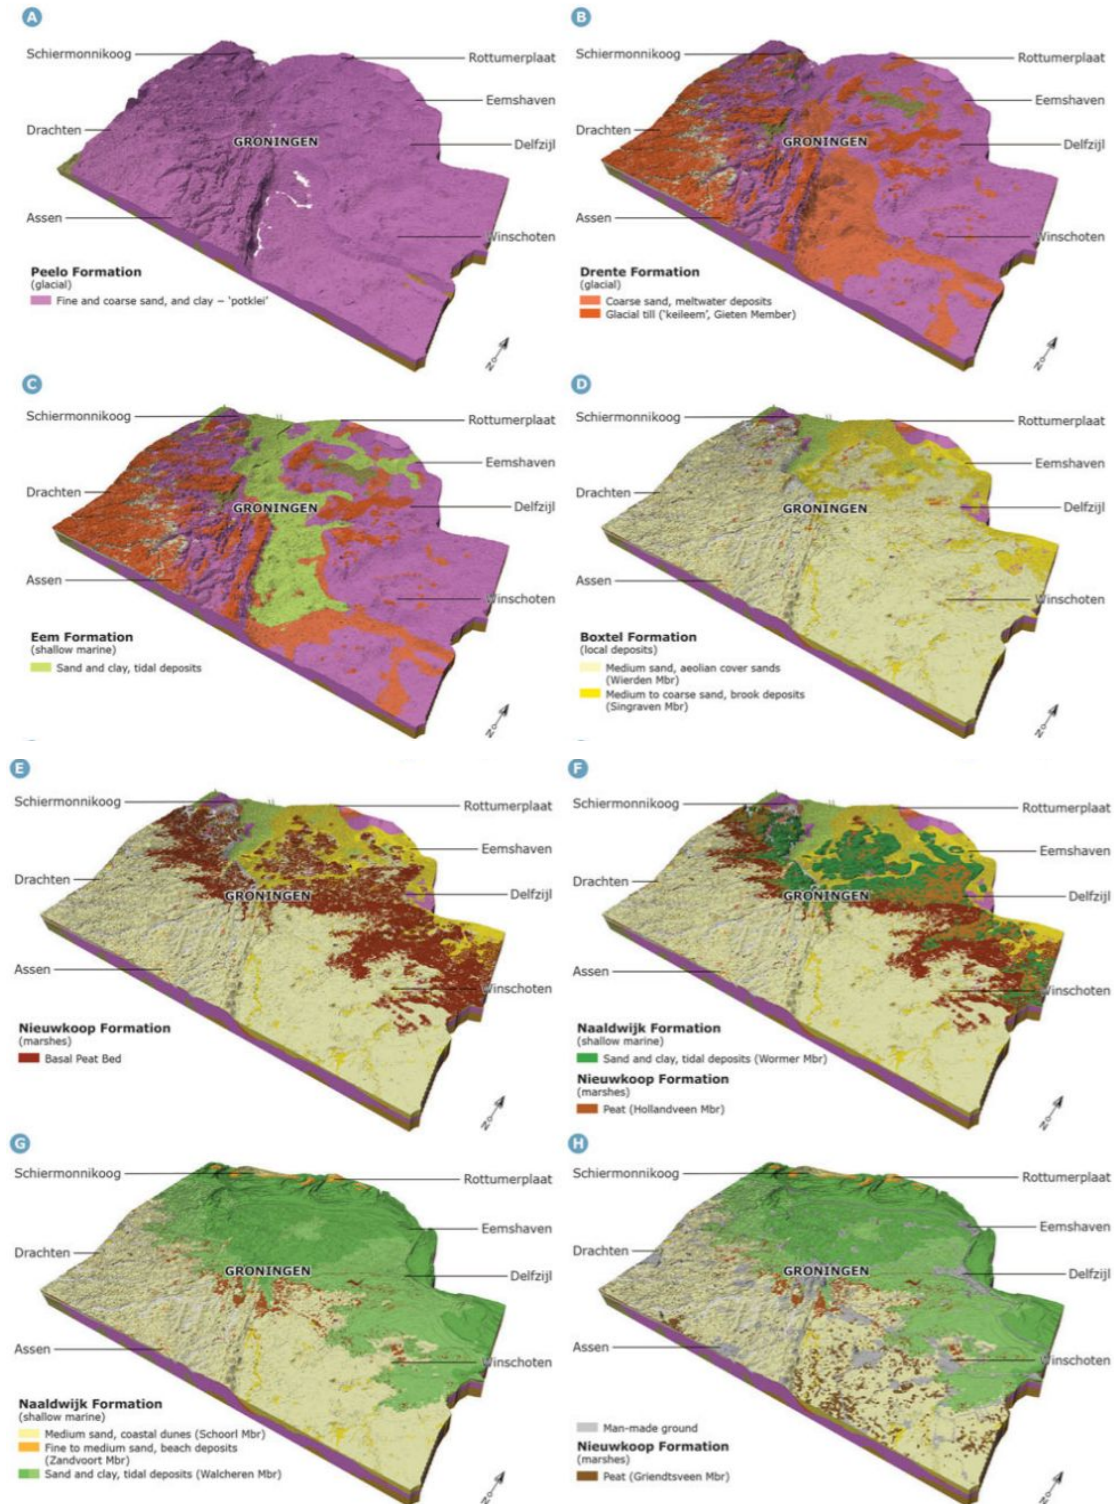 A
Schiermonnikoog
Rottumerplaat
Eemshaven
Drachten
GRONINGEN
Delfzijl
Assen
Winschoten
Peelo Formation
(glacial)
Fine and coarse sand, and clay – ‘potklei’
N
B
Schiermonnikoog
Rottumerplaat
Eemshaven
Drachten
GRONINGEN
Delfzijl
Assen
Winschoten
Drente Formation
(glacial)
Coarse sand, meltwater deposits
Glacial till (‘keileem’, Gieten Member)
N
C
Schiermonnikoog
Rottumerplaat
Eemshaven
Drachten
GRONINGEN
Delfzijl
Assen
Winschoten
Eem Formation
(shallow marine)
Sand and clay, tidal deposits
N
D
Schiermonnikoog
Rottumerplaat
Eemshaven
Drachten
GRONINGEN
Delfzijl
Assen
Winschoten
Boxtel Formation
(local deposits)
Medium sand, aeolian cover sands
(Wierden Mbr)
Medium to coarse sand, brook deposits
(Singraven Mbr)
N
E
Schiermonnikoog
Rottumerplaat
Eemshaven
Drachten
GRONINGEN
Delfzijl
Assen
Winschoten
Nieuwkoop Formation
(marshes)
Basal Peat Bed
N
F
Schiermonnikoog
Rottumerplaat
Eemshaven
Drachten
GRONINGEN
Delfzijl
Assen
Winschoten
Naaldwijk Formation
(shallow marine)
Sand and clay, tidal deposits (Wormer Mbr)
Nieuwkoop Formation
(marshes)
Peat (Hollandveen Mbr)
N
G
Schiermonnikoog
Rottumerplaat
Eemshaven
Drachten
GRONINGEN
Delfzijl
Assen
Winschoten
Naaldwijk Formation
(shallow marine)
Medium sand, coastal dunes (Schoorl Mbr)
Fine to medium sand, beach deposits
(Zandvoort Mbr)
Sand and clay, tidal deposits (Walcheren Mbr)
N
H
Schiermonnikoog
Rottumerplaat
Eemshaven
Drachten
GRONINGEN
Delfzijl
Assen
Winschoten
Man-made ground
Nieuwkoop Formation
(marshes)
Peat (Griendtsveen Mbr)
N